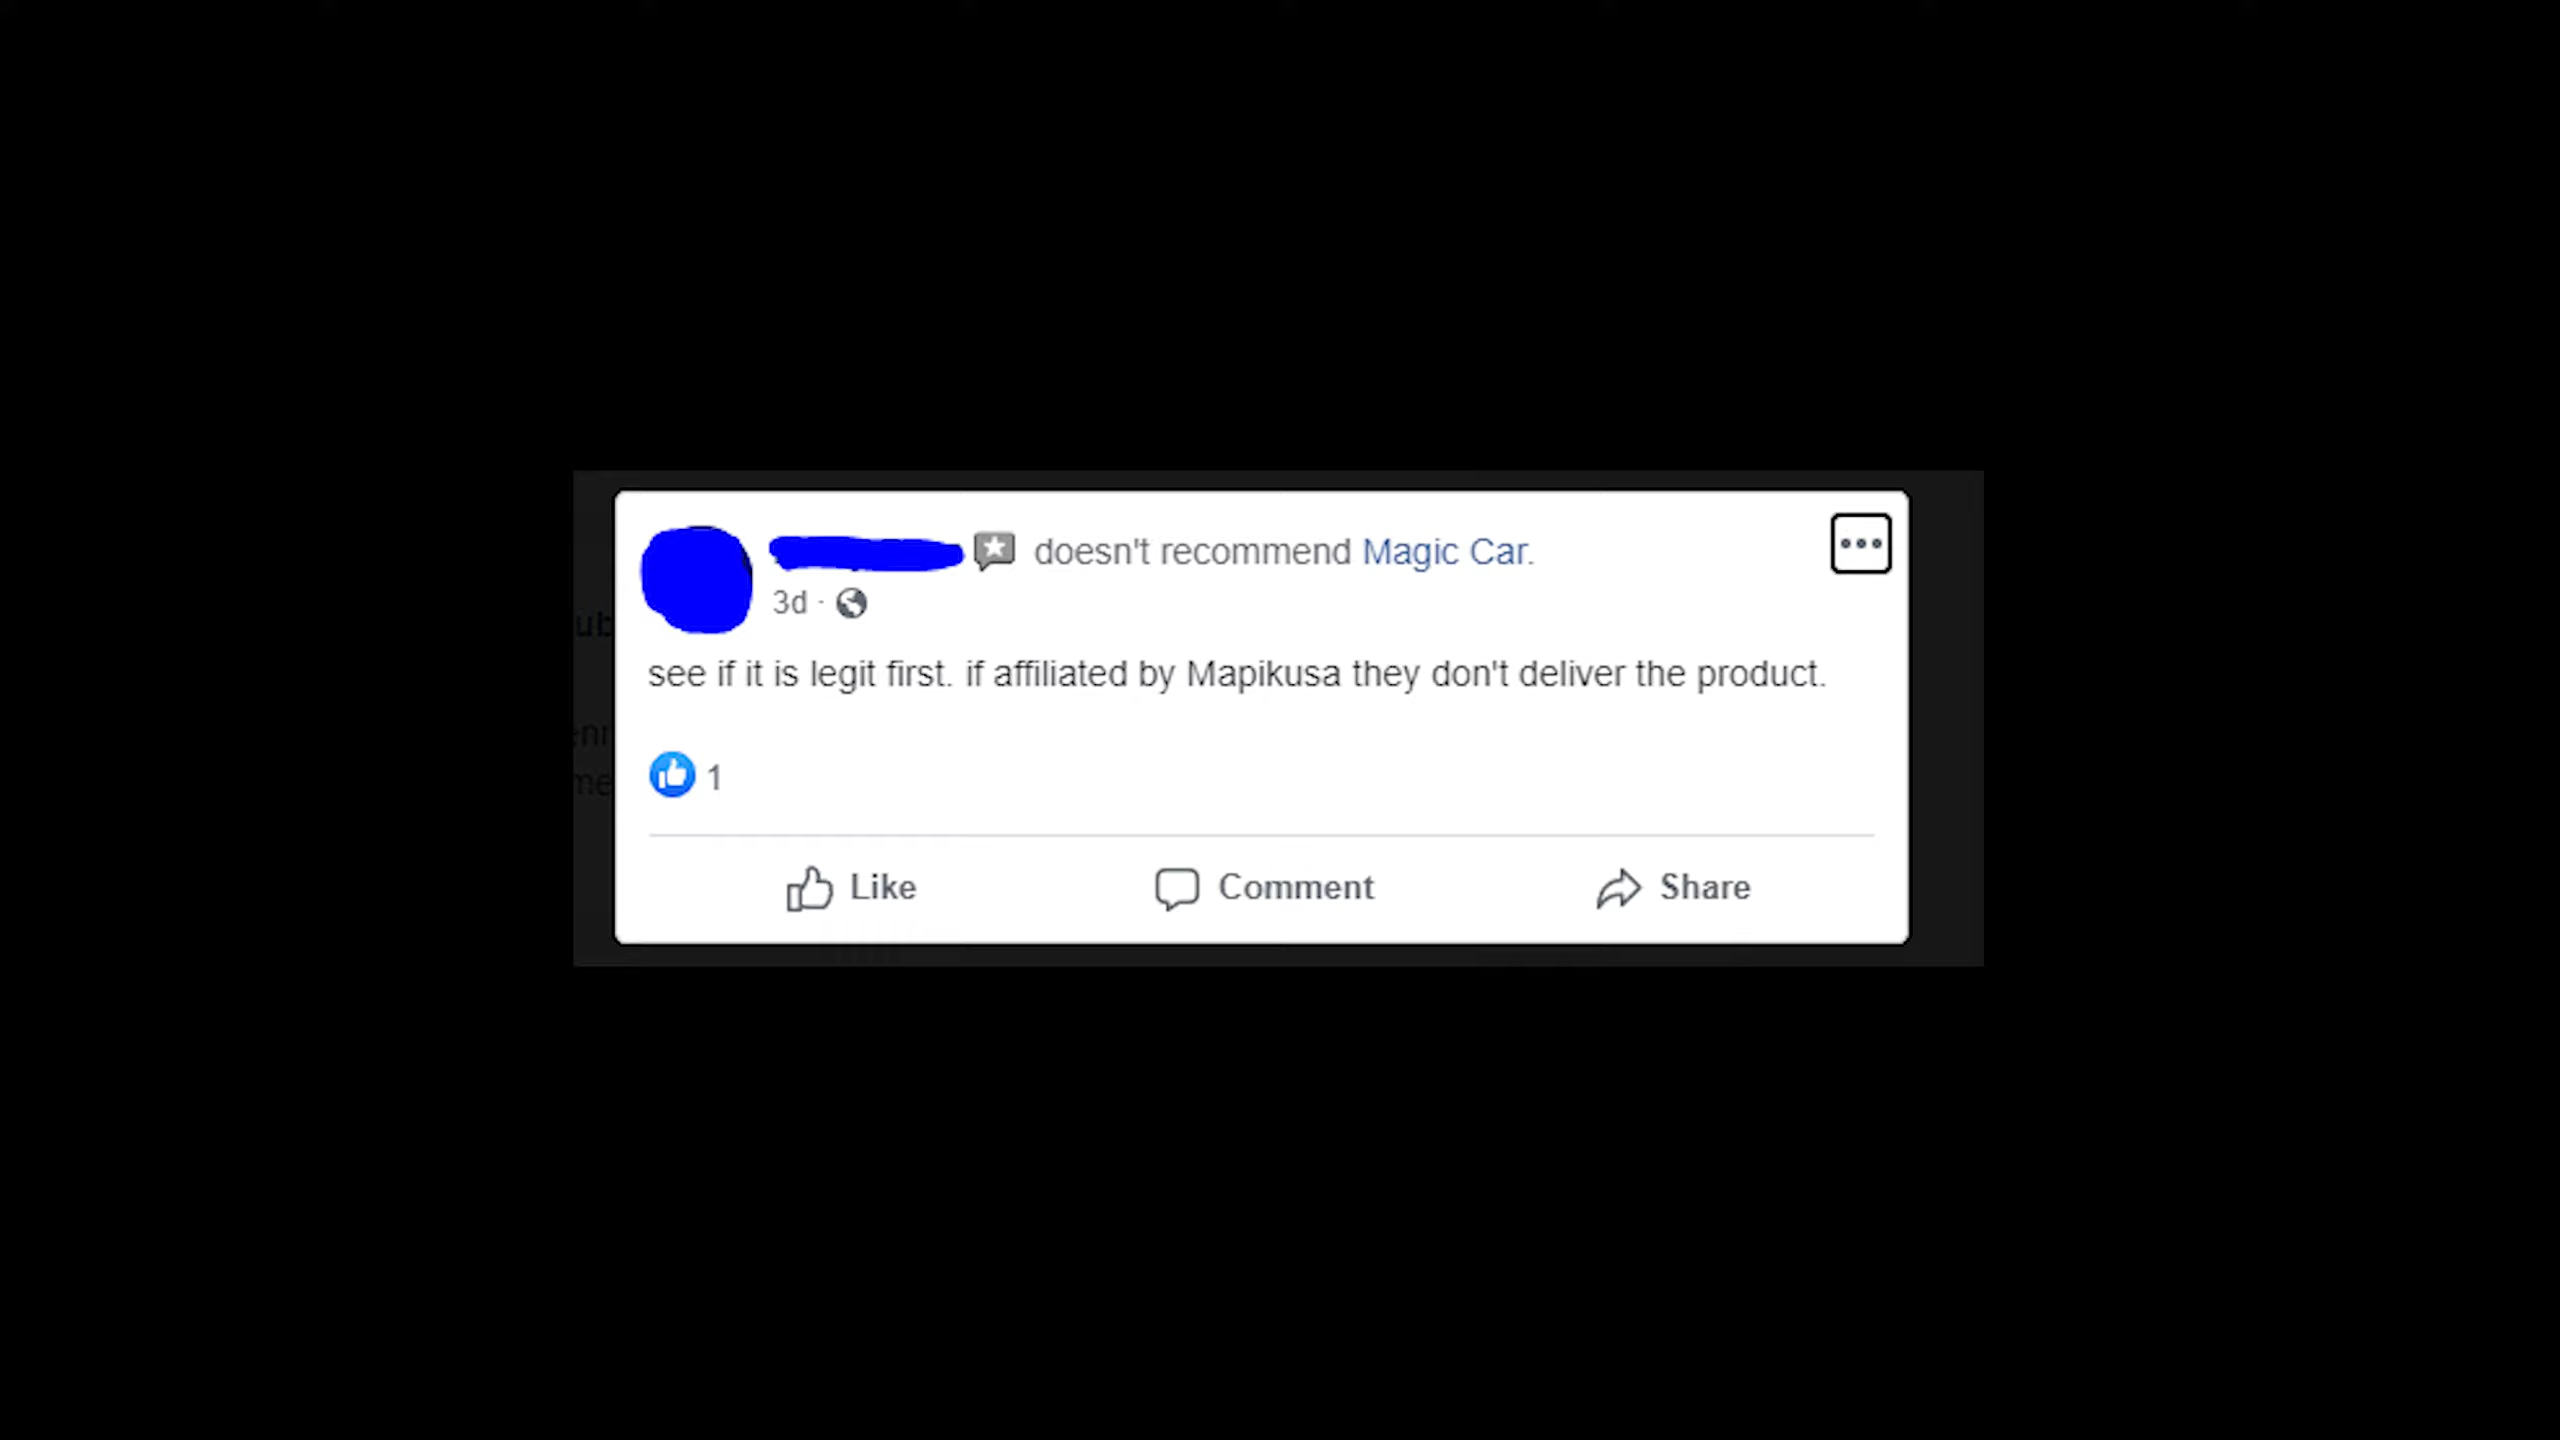 doesn't recommend Magic Car.
3d ·
see if it is legit first. if affiliated by Mapikusa they don't deliver the product.
1
Like Comment Share